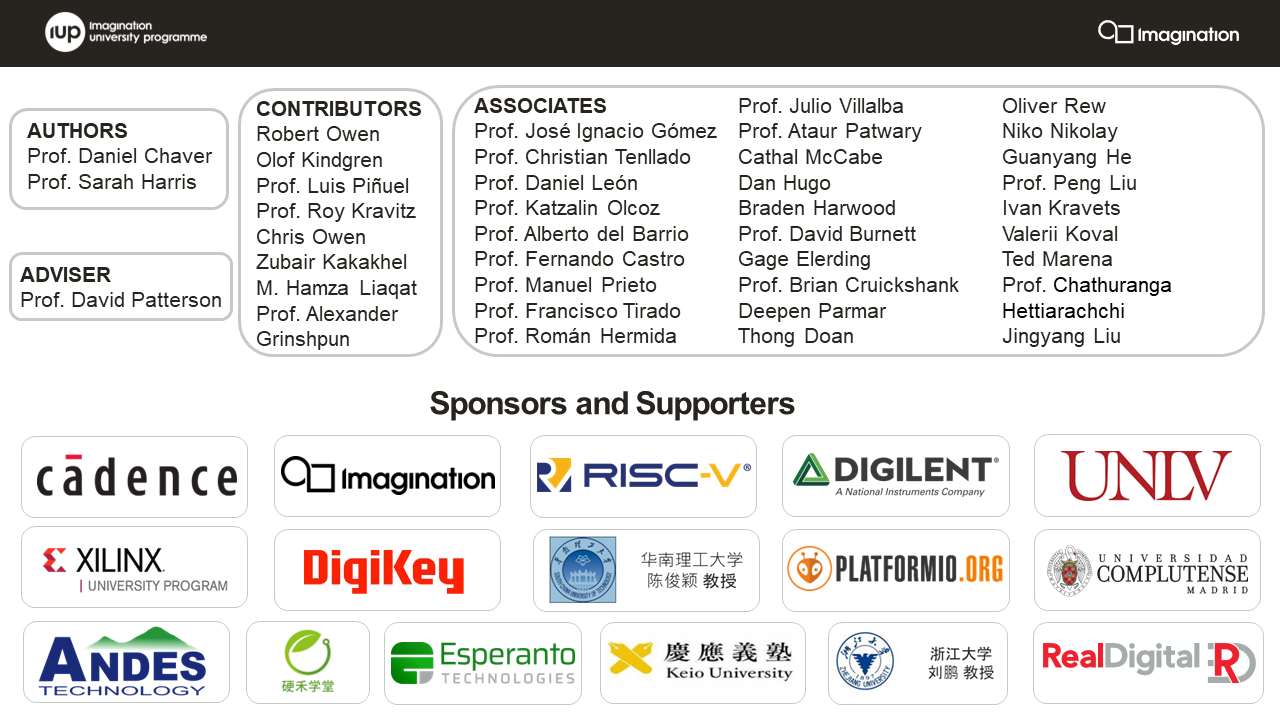 iup Imagination
university programme
imagination
AUTHORS
Prof. Daniel Chaver
Prof. Sarah Harris
ADVISER
Prof. David Patterson
CONTRIBUTORS
Robert Owen
Olof Kindgren
Prof. Luis Piñuel
Prof. Roy Kravitz
Chris Owen
Zubair Kakakhel
M. Hamza Liaqat
Prof. Alexander
Grinshpun
ASSOCIATES
Prof. José Ignacio Gómez
Prof. Christian Tenllado
Prof. Daniel León
Prof. Katzalin Olcoz
Prof. Alberto del Barrio
Prof. Fernando Castro
Prof. Manuel Prieto
Prof. Francisco Tirado
Prof. Román Hermida
Prof. Julio Villalba
Prof. Ataur Patwary
Cathal McCabe
Dan Hugo
Braden Harwood
Prof. David Burnett
Gage Elerding
Prof. Brian Cruickshank
Deepen Parmar
Thong Doan
Oliver Rew
Niko Nikolay
Guanyang He
Prof. Peng Liu
Ivan Kravets
Valerii Koval
Ted Marena
Prof. Chathuranga
Hettiarachchi
Jingyang Liu
Sponsors and Supporters
cādence
imagination
RISC-V®
DIGILENT®
A National Instruments Company
UNLV
XILINX.
UNIVERSITY PROGRAM
DigiKey
华南理工大学
陈俊颖 教授
PLATFORMIO.ORG
UNIVERSIDAD
COMPLUTENSE
MADRID
ANDES
TECHNOLOGY
硬禾学堂
Esperanto
TECHNOLOGIES
慶應義塾
Keio University
ZHEJIANG UNIVERSITY
1897
浙江大学
刘鹏 教授
RealDigital